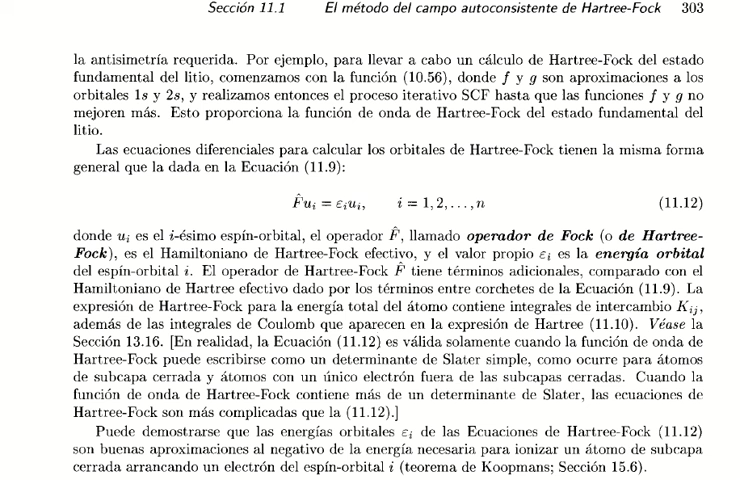 Sección 11.1 El método del campo autoconsistente de Hartree-Fock 303
la antisimetría requerida. Por ejemplo, para llevar a cabo un cálculo de Hartree-Fock del estado
fundamental del litio, comenzamos con la función (10.56), donde f y g son aproximaciones a los
orbitales 1s y 2s, y realizamos entonces el proceso iterativo SCF hasta que las funciones f y g no
mejoren más. Esto proporciona la función de onda de Hartree-Fock del estado fundamental del
litio.
Las ecuaciones diferenciales para calcular los orbitales de Hartree-Fock tienen la misma forma
general que la dada en la Ecuación (11.9):
F̂uᵢ = εᵢuᵢ, i = 1, 2, . . . , n (11.12)
donde uᵢ es el i-ésimo espín-orbital, el operador F̂, llamado operador de Fock (o de Hartree-
Fock), es el Hamiltoniano de Hartree-Fock efectivo, y el valor propio εᵢ es la energía orbital
del espín-orbital i. El operador de Hartree-Fock F̂ tiene términos adicionales, comparado con el
Hamiltoniano de Hartree efectivo dado por los términos entre corchetes de la Ecuación (11.9). La
expresión de Hartree-Fock para la energía total del átomo contiene integrales de intercambio Kᵢⱼ,
además de las integrales de Coulomb que aparecen en la expresión de Hartree (11.10). Véase la
Sección 13.16. [En realidad, la Ecuación (11.12) es válida solamente cuando la función de onda de
Hartree-Fock puede escribirse como un determinante de Slater simple, como ocurre para átomos
de subcapa cerrada y átomos con un único electrón fuera de las subcapas cerradas. Cuando la
función de onda de Hartree-Fock contiene más de un determinante de Slater, las ecuaciones de
Hartree-Fock son más complicadas que la (11.12).]
Puede demostrarse que las energías orbitales εᵢ de las Ecuaciones de Hartree-Fock (11.12)
son buenas aproximaciones al negativo de la energía necesaria para ionizar un átomo de subcapa
cerrada arrancando un electrón del espín-orbital i (teorema de Koopmans; Sección 15.6).